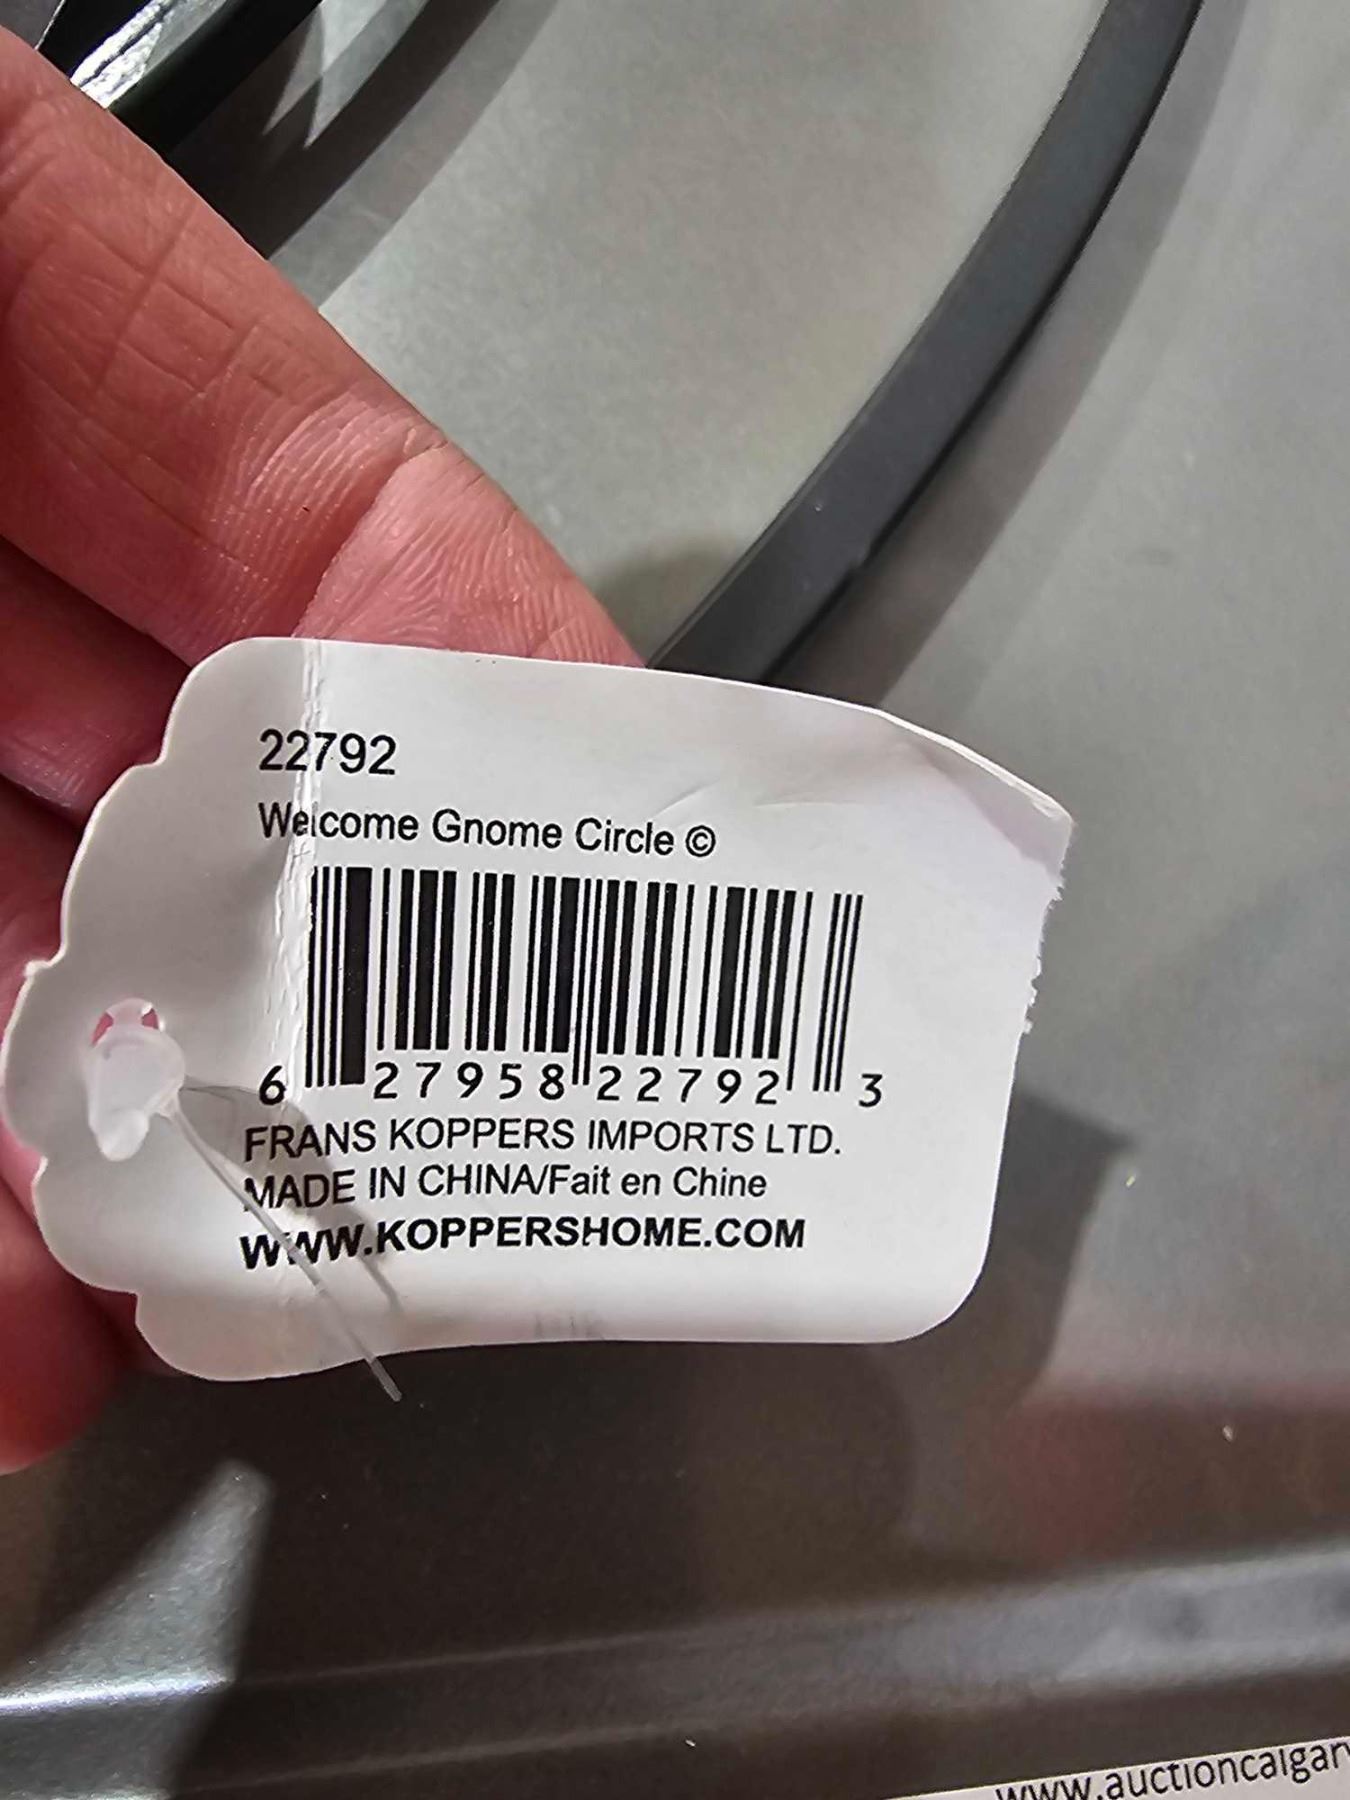 22792
Welcome Gnome Circle ©
6 27958 22792 3
FRANS KOPPERS IMPORTS LTD.
MADE IN CHINA/Fait en Chine
WWW.KOPPERSHOME.COM
www.auctioncalgar